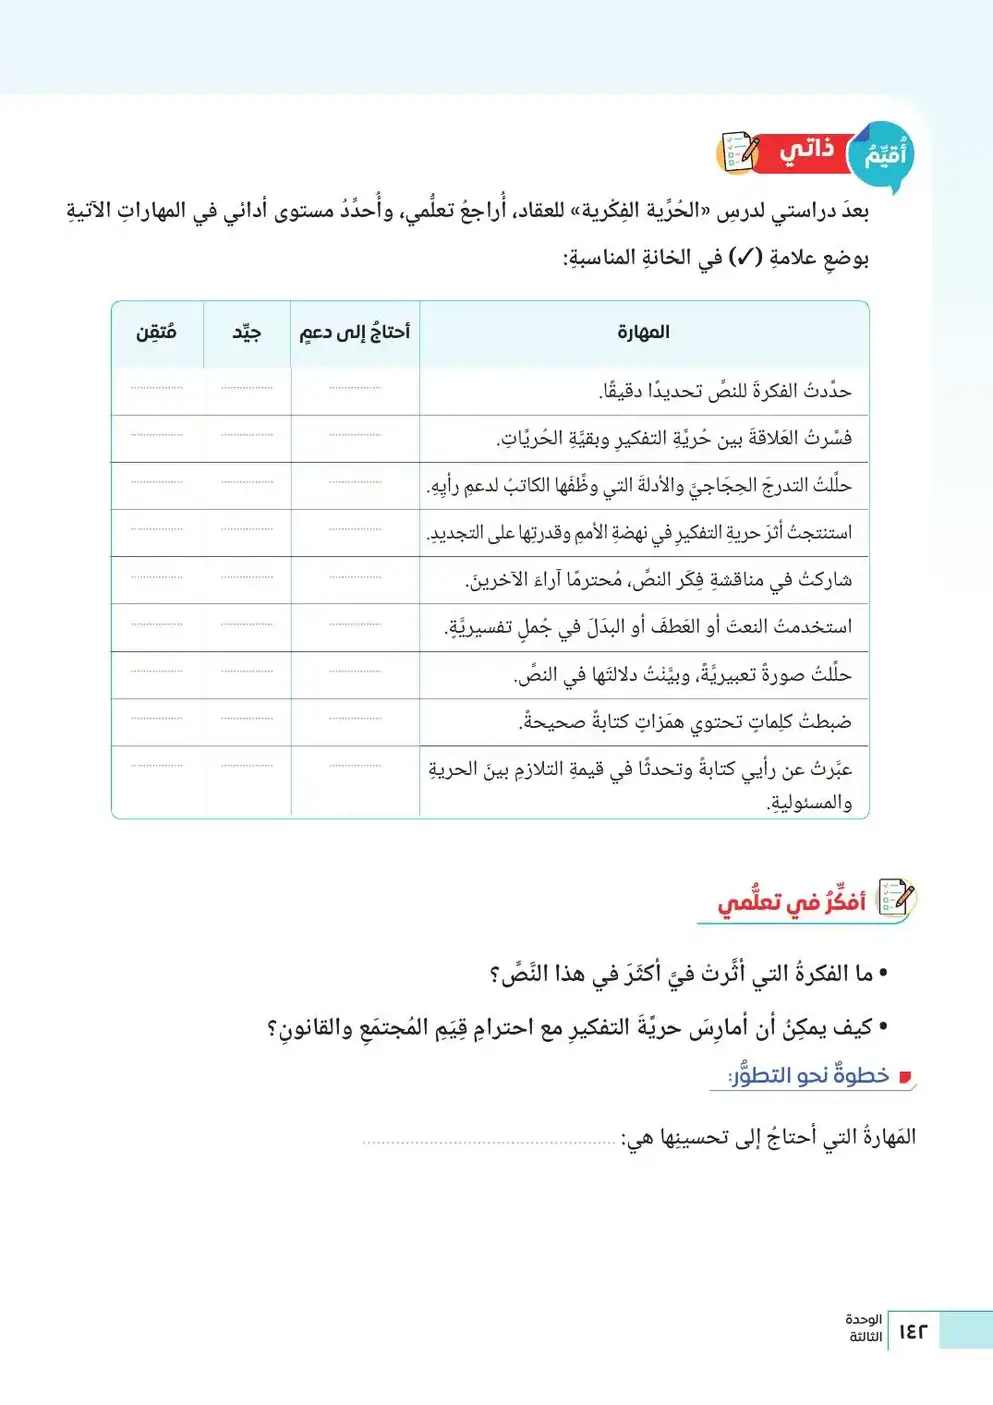 أُقيِّمُ ذاتي
بعدَ دراستي لدرسِ «الحُرَّية الفِكْرية» للعقاد، أُراجعُ تعلُّمي، وأُحدِّدُ مستوى أدائي في المهاراتِ الآتيةِ
بوضعِ علامةِ (✓) في الخانةِ المناسبةِ:
المهارة أحتاجُ إلى دعمٍ جيِّد مُتقِن
حدَّدتُ الفكرةَ للنصِّ تحديدًا دقيقًا. .............. .............. ..............
فسَّرتُ العَلاقةَ بين حُريَّةِ التفكيرِ وبقيَّةِ الحُريَّاتِ. .............. .............. ..............
حلَّلتُ التدرجَ الحِجَاجيَّ والأدلةَ التي وظَّفَها الكاتبُ لدعمِ رأيِهِ. .............. .............. ..............
استنتجتُ أثرَ حريةِ التفكيرِ في نهضةِ الأممِ وقدرتِها على التجديدِ. .............. .............. ..............
شاركتُ في مناقشةِ فِكَر النصِّ، مُحترمًا آراءَ الآخرينَ. .............. .............. ..............
استخدمتُ النعتَ أو العَطفَ أو البدَلَ في جُملٍ تفسيريَّةٍ. .............. .............. ..............
حلَّلتُ صورةً تعبيريَّةً، وبيَّنْتُ دلالتَها في النصِّ. .............. .............. ..............
ضبطتُ كلِماتٍ تحتوي همَزاتٍ كتابةً صحيحةً. .............. .............. ..............
عبَّرتُ عن رأيي كتابةً وتحدثًا في قيمةِ التلازمِ بينَ الحريةِ .............. .............. ..............
والمسئوليةِ.
أفكِّرُ في تعلُّمي
• ما الفكرةُ التي أثَّرتْ فيَّ أكثَرَ في هذا النَّصِّ؟
• كيف يمكِنُ أن أمارِسَ حريَّةَ التفكيرِ مع احترامِ قِيَمِ المُجتمَعِ والقانونِ؟
خطوةٌ نحو التطوُّر:
المَهارةُ التي أحتاجُ إلى تحسينِها هي: ..................................................
الوحدة
الثالثة
١٤٢